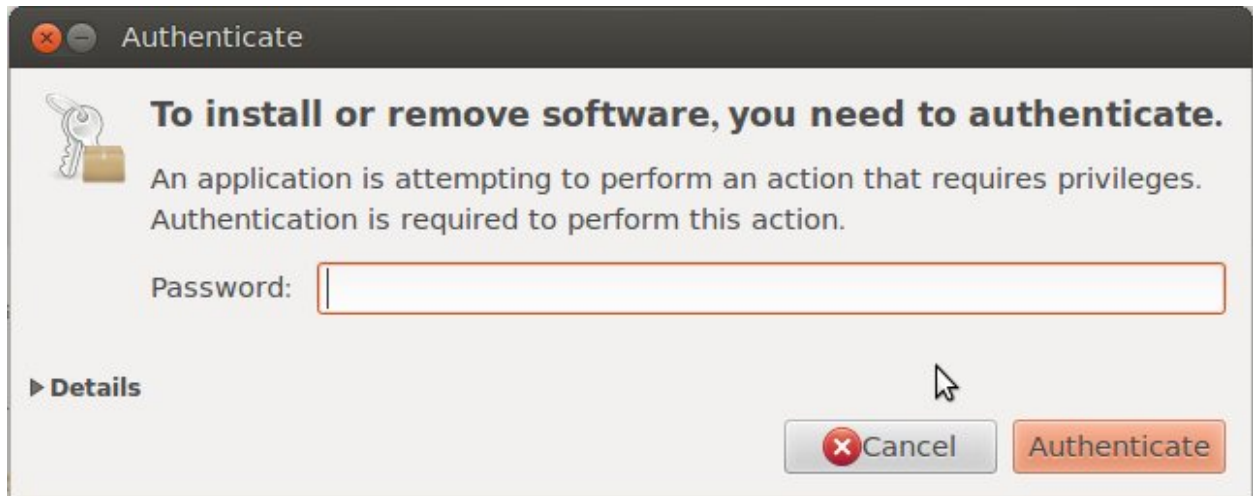 Authenticate
To install or remove software, you need to authenticate.
An application is attempting to perform an action that requires privileges.
Authentication is required to perform this action.
Password:
Details
Cancel
Authenticate